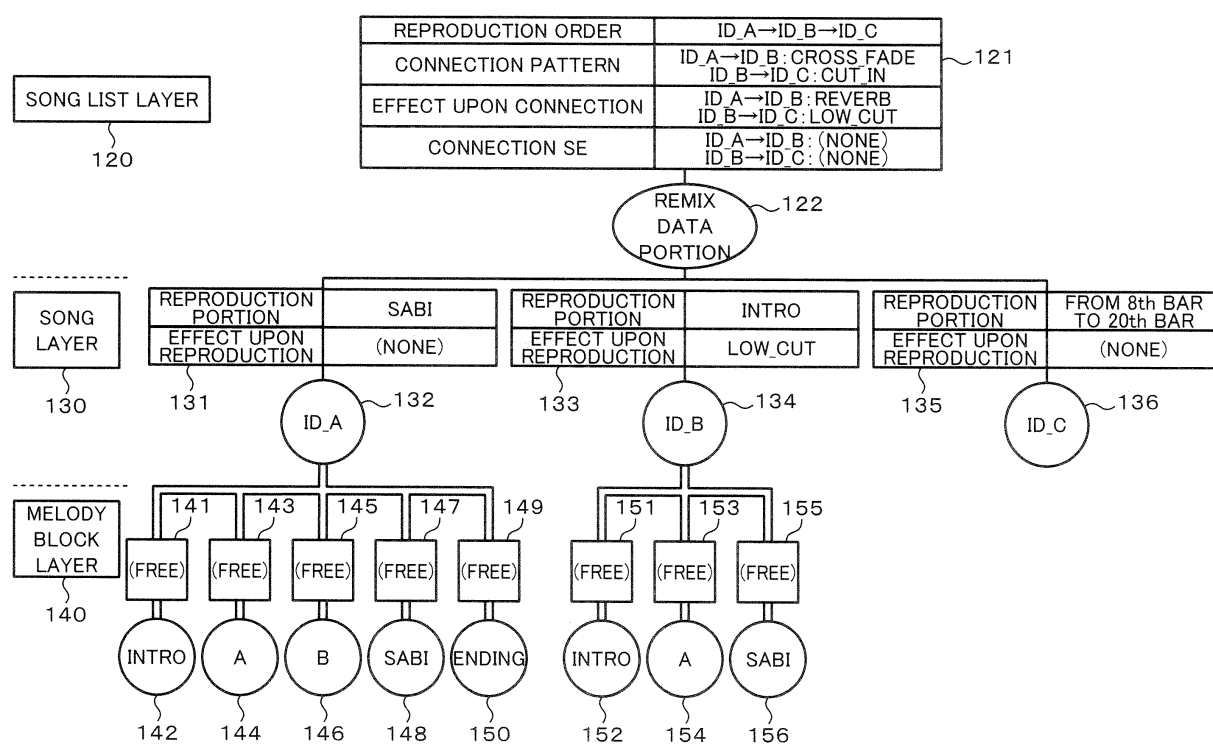 REPRODUCTION ORDER ID_A→ID_B→ID_C
CONNECTION PATTERN ID_A→ID_B:CROSS_FADE
ID_B→ID_C:CUT_IN
121
EFFECT UPON CONNECTION ID_A→ID_B:REVERB
ID_B→ID_C:LOW_CUT
CONNECTION SE ID_A→ID_B:(NONE)
ID_B→ID_C:(NONE)
SONG LIST LAYER
120
REMIX
DATA
PORTION
122
SONG
LAYER
130
REPRODUCTION
PORTION
SABI
EFFECT UPON
REPRODUCTION
(NONE)
131
REPRODUCTION
PORTION
INTRO
EFFECT UPON
REPRODUCTION
LOW_CUT
133
REPRODUCTION
PORTION
FROM 8th BAR
TO 20th BAR
EFFECT UPON
REPRODUCTION
(NONE)
135
ID_A
132
ID_B
134
ID_C
136
MELODY
BLOCK
LAYER
140
141 143 145 147 149 151 153 155
(FREE) (FREE) (FREE) (FREE) (FREE) (FREE) (FREE) (FREE)
INTRO A B SABI ENDING INTRO A SABI
142 144 146 148 150 152 154 156